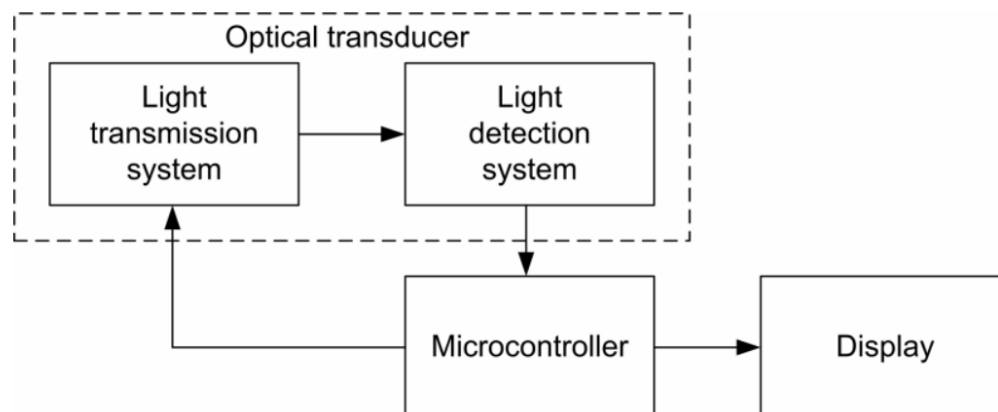 Optical transducer
Light
transmission
system
Light
detection
system
Microcontroller
Display